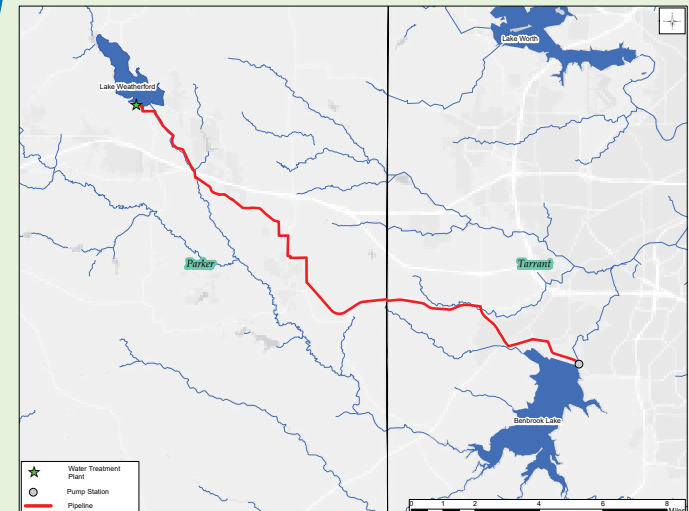 Lake Worth
Lake Weatherford
Parker
Tarrant
Benbrook Lake
Water Treatment
Plant
Pump Station
Pipeline
0 1 2 4 6 8
Miles